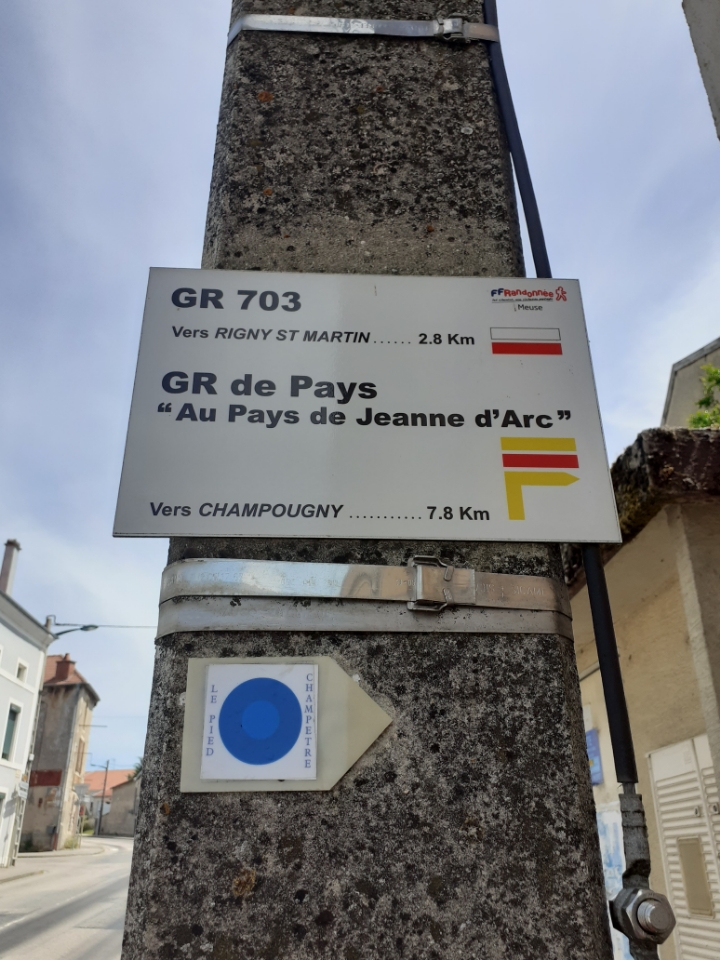 GR 703
FFRandonnée
Meuse
Vers RIGNY ST MARTIN ...... 2.8 Km
GR de Pays
“Au Pays de Jeanne d’Arc”
Vers CHAMPOUGNY ........... 7.8 Km
LE PIED
CHAMPETRE